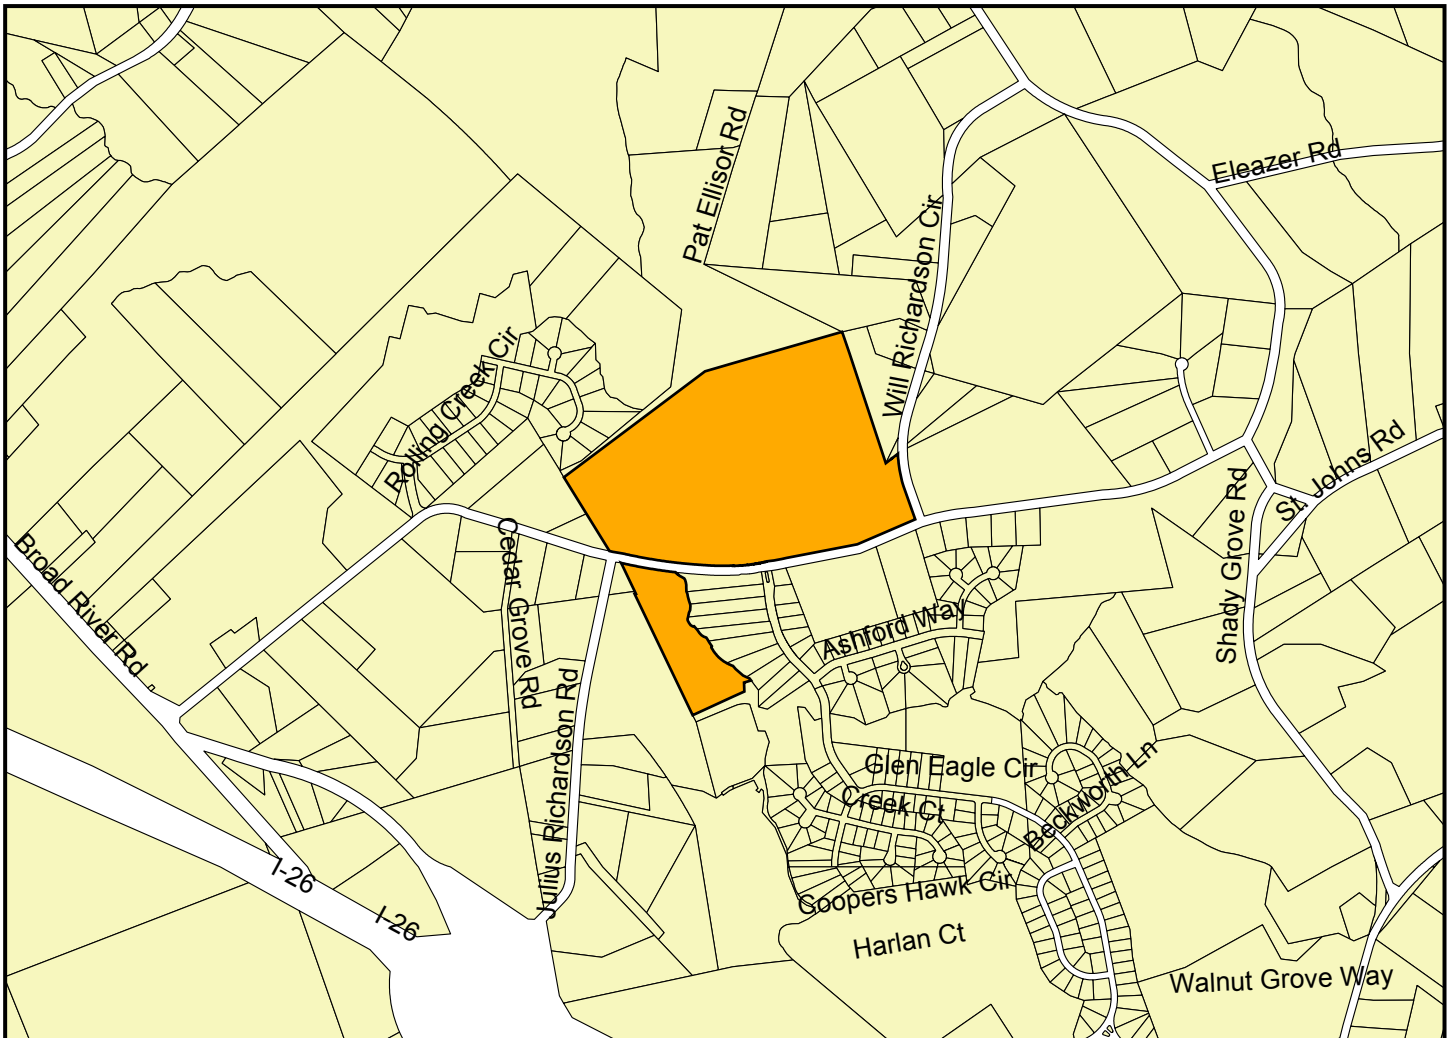 Pat Ellisor Rd
Eleazer Rd
Will Richardson Cir
Rolling Creek Cir
St. Johns Rd
Shady Grove Rd
Cedar Grove Rd
Broad River Rd
Ashford Way
Julius Richardson Rd
Glen Eagle Cir
Beckworth Ln
Creek Ct
I-26
I-26
Coopers Hawk Cir
Harlan Ct
Walnut Grove Way